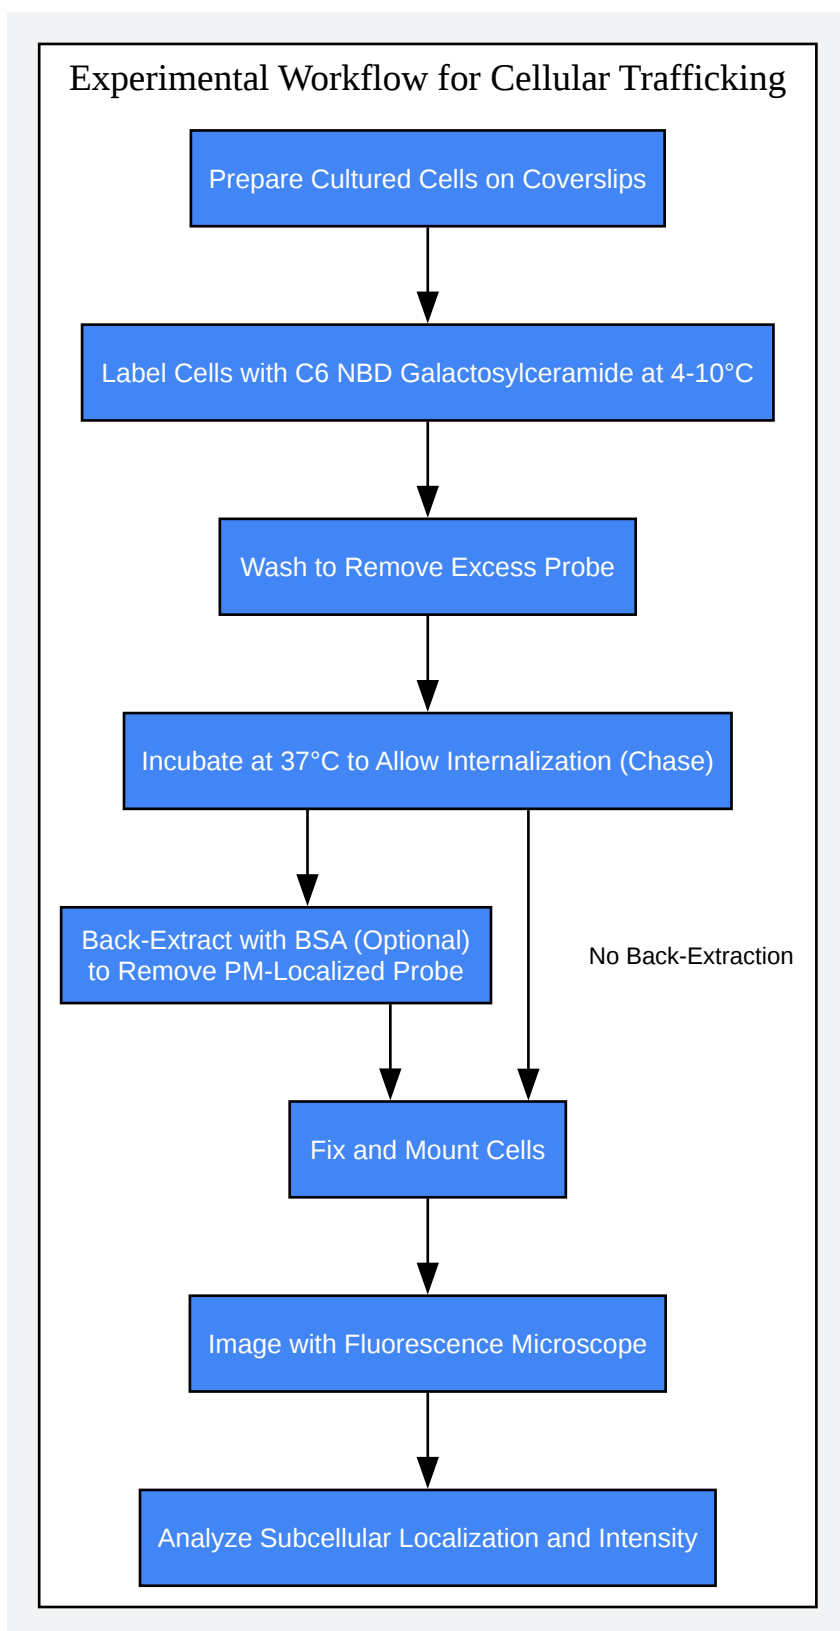 Experimental Workflow for Cellular Trafficking
Prepare Cultured Cells on Coverslips
Label Cells with C6 NBD Galactosylceramide at 4-10°C
Wash to Remove Excess Probe
Incubate at 37°C to Allow Internalization (Chase)
Back-Extract with BSA (Optional)
to Remove PM-Localized Probe
No Back-Extraction
Fix and Mount Cells
Image with Fluorescence Microscope
Analyze Subcellular Localization and Intensity